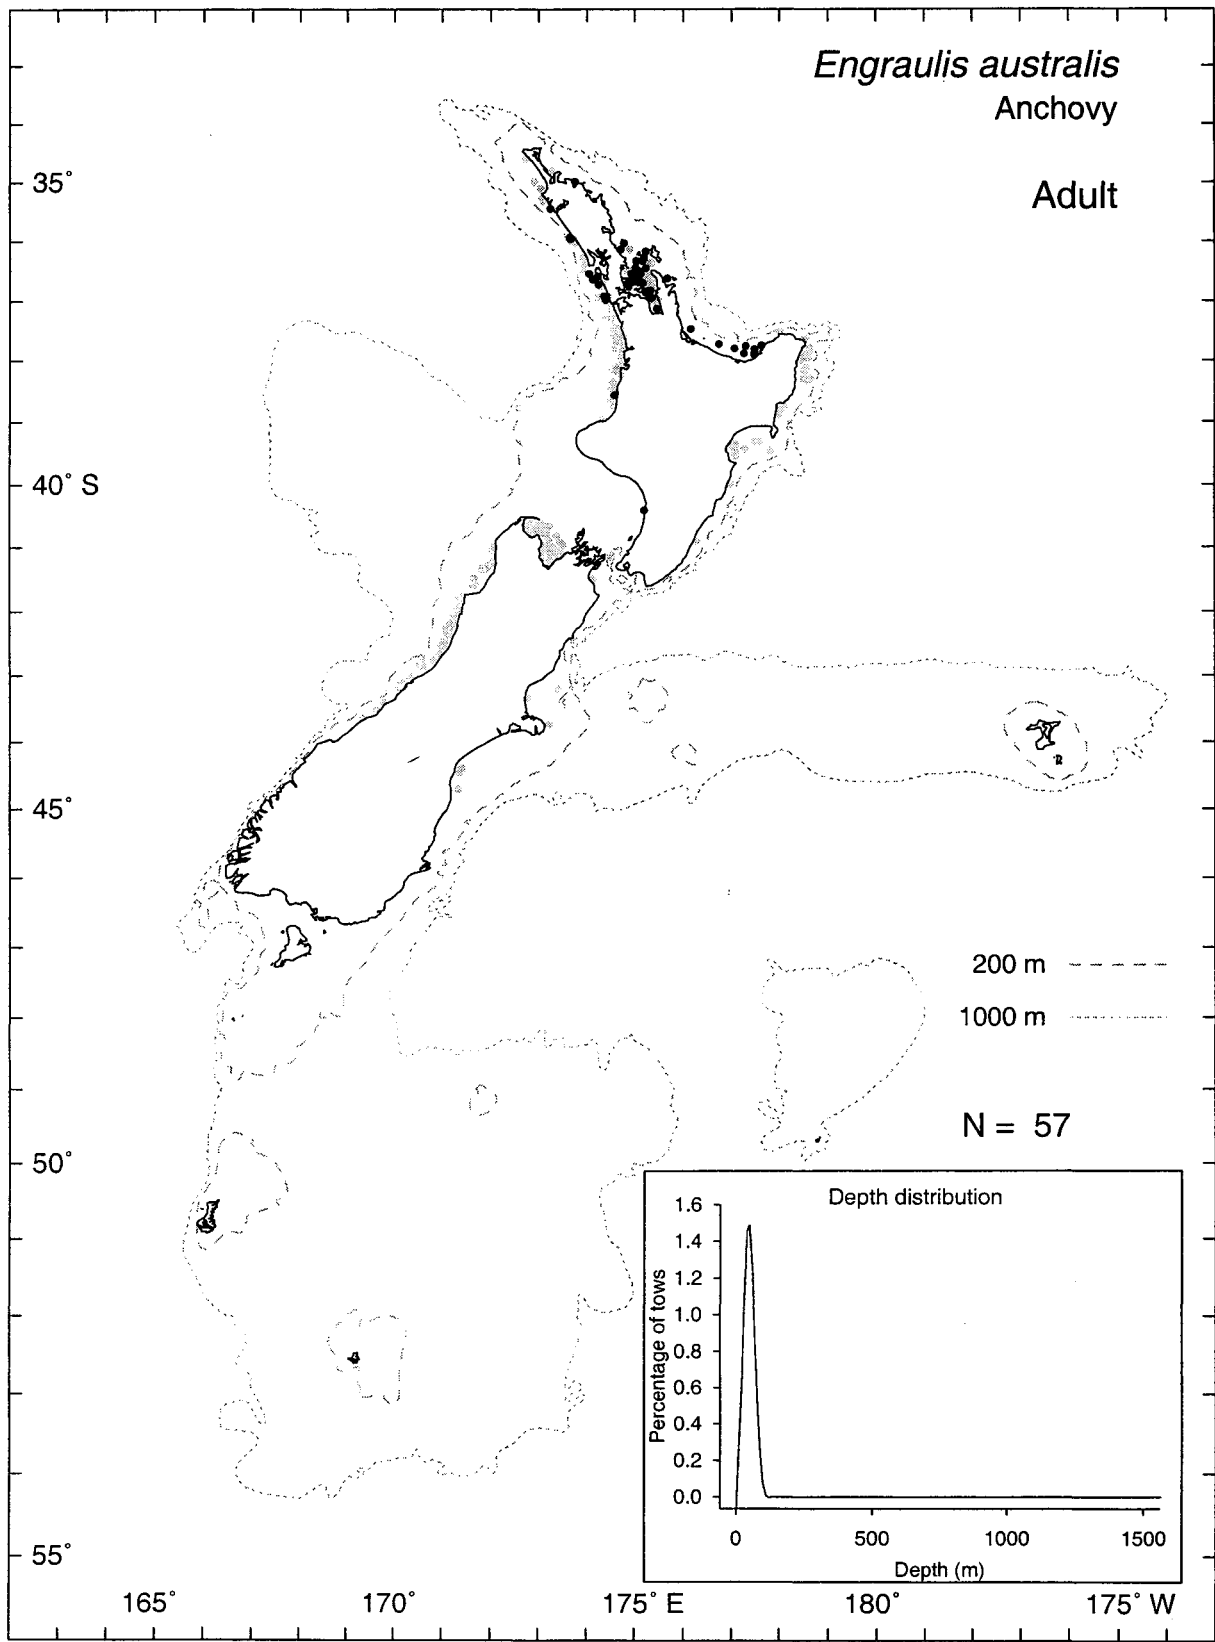 Engraulis australis
Anchovy
Adult
35°
40° S
45°
200 m
1000 m
N = 57
50°
Depth distribution
1.6
1.4
1.2
1.0
0.8
0.6
0.4
0.2
0.0
Percentage of tows
0 500 1000 1500
Depth (m)
55°
165° 170° 175° E 180° 175° W